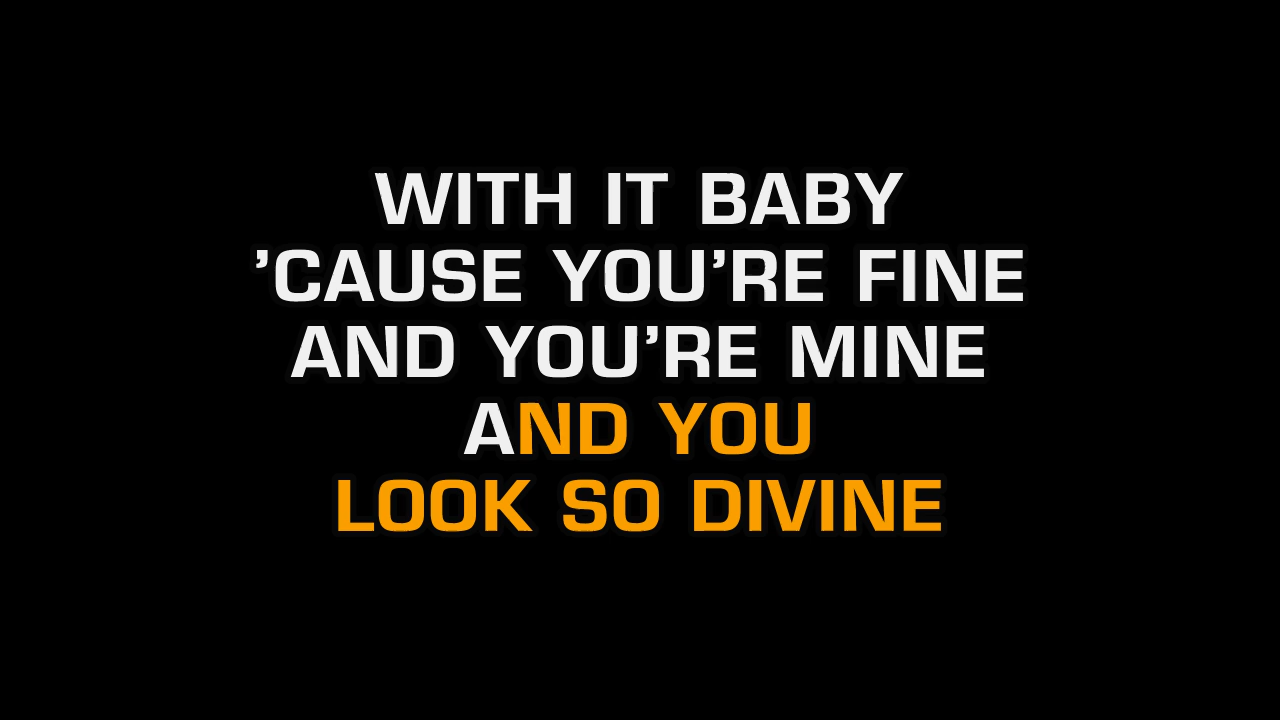 WITH IT BABY
’CAUSE YOU’RE FINE
AND YOU’RE MINE
AND YOU
LOOK SO DIVINE